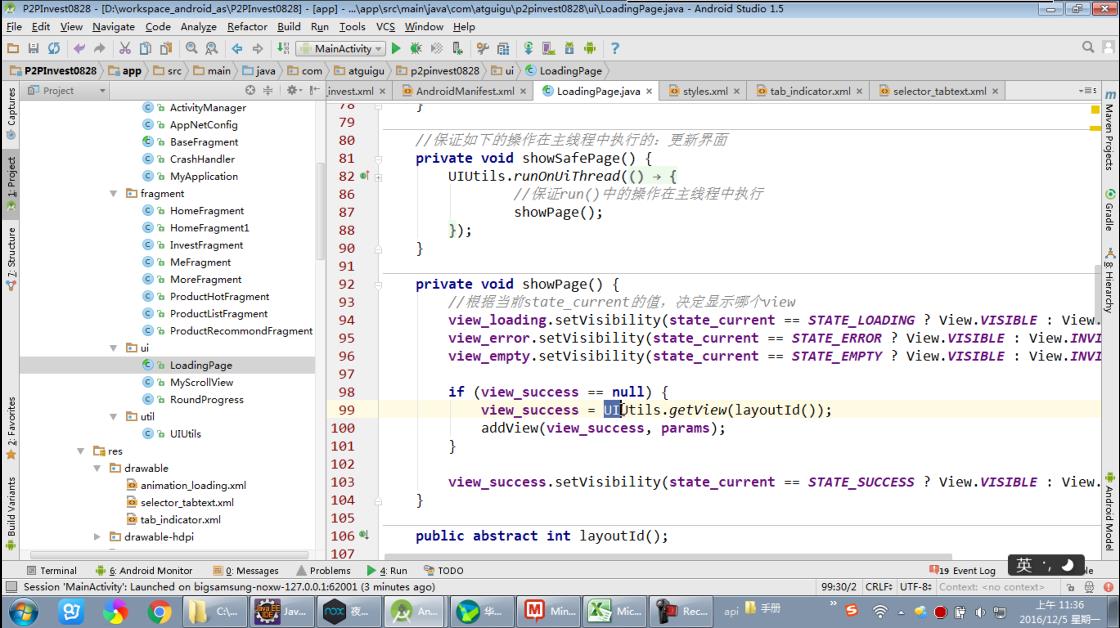 P2PInvest0828 - [D:\workspace_android_as\P2PInvest0828] - [app] - ...\app\src\main\java\com\atguigu\p2pinvest0828\ui\LoadingPage.java - Android Studio 1.5
File Edit View Navigate Code Analyze Refactor Build Run Tools VCS Window Help
MainActivity
P2PInvest0828 app src main java com atguigu p2pinvest0828 ui LoadingPage
Project
_invest.xml AndroidManifest.xml LoadingPage.java styles.xml tab_indicator.xml selector_tabtext.xml
Captures
1: Project
7: Structure
2: Favorites
Build Variants
ActivityManager
AppNetConfig
BaseFragment
CrashHandler
MyApplication
fragment
HomeFragment
HomeFragment1
InvestFragment
MeFragment
MoreFragment
ProductHotFragment
ProductListFragment
ProductRecommondFragment
ui
LoadingPage
MyScrollView
RoundProgress
util
UIUtils
res
drawable
animation_loading.xml
selector_tabtext.xml
tab_indicator.xml
drawable-hdpi
78 }
79
80 //保证如下的操作在主线程中执行的：更新界面
81 private void showSafePage() {
82 UIUtils.runOnUiThread(() → {
86 //保证run()中的操作在主线程中执行
87 showPage();
88 });
90 }
91
92 private void showPage() {
93 //根据当前state_current的值，决定显示哪个view
94 view_loading.setVisibility(state_current == STATE_LOADING ? View.VISIBLE : View.
95 view_error.setVisibility(state_current == STATE_ERROR ? View.VISIBLE : View.INVI
96 view_empty.setVisibility(state_current == STATE_EMPTY ? View.VISIBLE : View.INVI
97
98 if (view_success == null) {
99 view_success = UIUtils.getView(layoutId());
100 addView(view_success, params);
101 }
102
103 view_success.setVisibility(state_current == STATE_SUCCESS ? View.VISIBLE : View.
104 }
105
106 public abstract int layoutId();
107
Maven Projects
Gradle
8: Hierarchy
Android Model
Terminal 6: Android Monitor 0: Messages Problems 4: Run TODO 19 Event Log
英
Session 'MainActivity': Launched on bigsamsung-noxw-127.0.0.1:62001 (3 minutes ago) 99:30/2 CRLF÷ UTF-8÷ Context: <no context>
C:\... Jav... 夜... An... 华... Min... Mic... Rec... api 手册
上午 11:36
2016/12/5 星期一